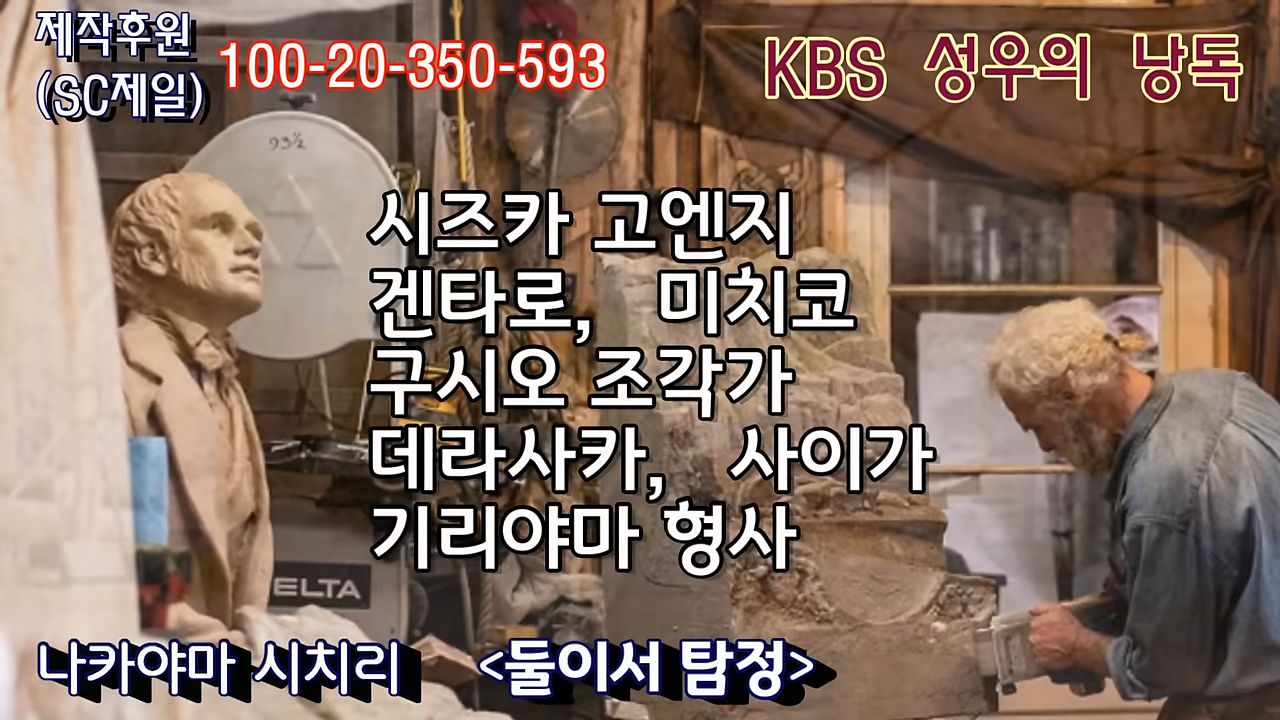 제작후원
(SC제일)
100-20-350-593
KBS 성우의 낭독
93½
시즈카 고엔지
겐타로, 미치코
구시오 조각가
데라사카, 사이가
기리야마 형사
ELTA
나카야마 시치리 <둘이서 탐정>